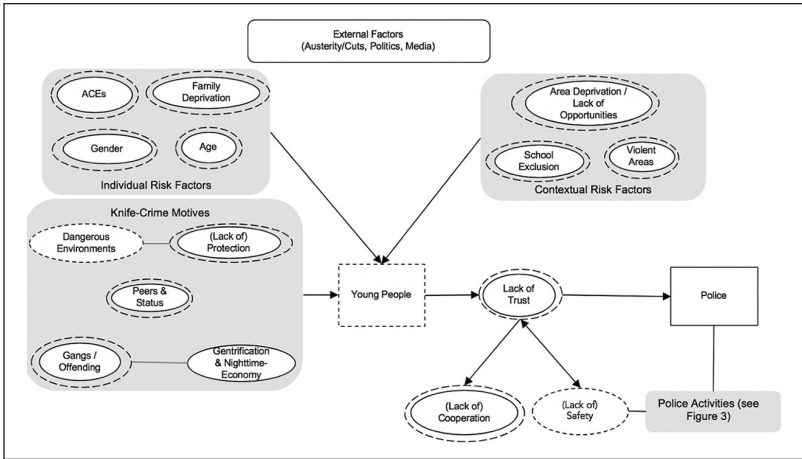 External Factors
(Austerity/Cuts, Politics, Media)
ACEs
Family
Deprivation
Gender
Age
Individual Risk Factors
Area Deprivation /
Lack of
Opportunities
School
Exclusion
Violent
Areas
Contextual Risk Factors
Knife-Crime Motives
Dangerous
Environments
(Lack of)
Protection
Peers &
Status
Gangs /
Offending
Gentrification
& Nighttime-
Economy
Young People
Lack of
Trust
Police
(Lack of)
Cooperation
(Lack of)
Safety
Police Activities (see
Figure 3)